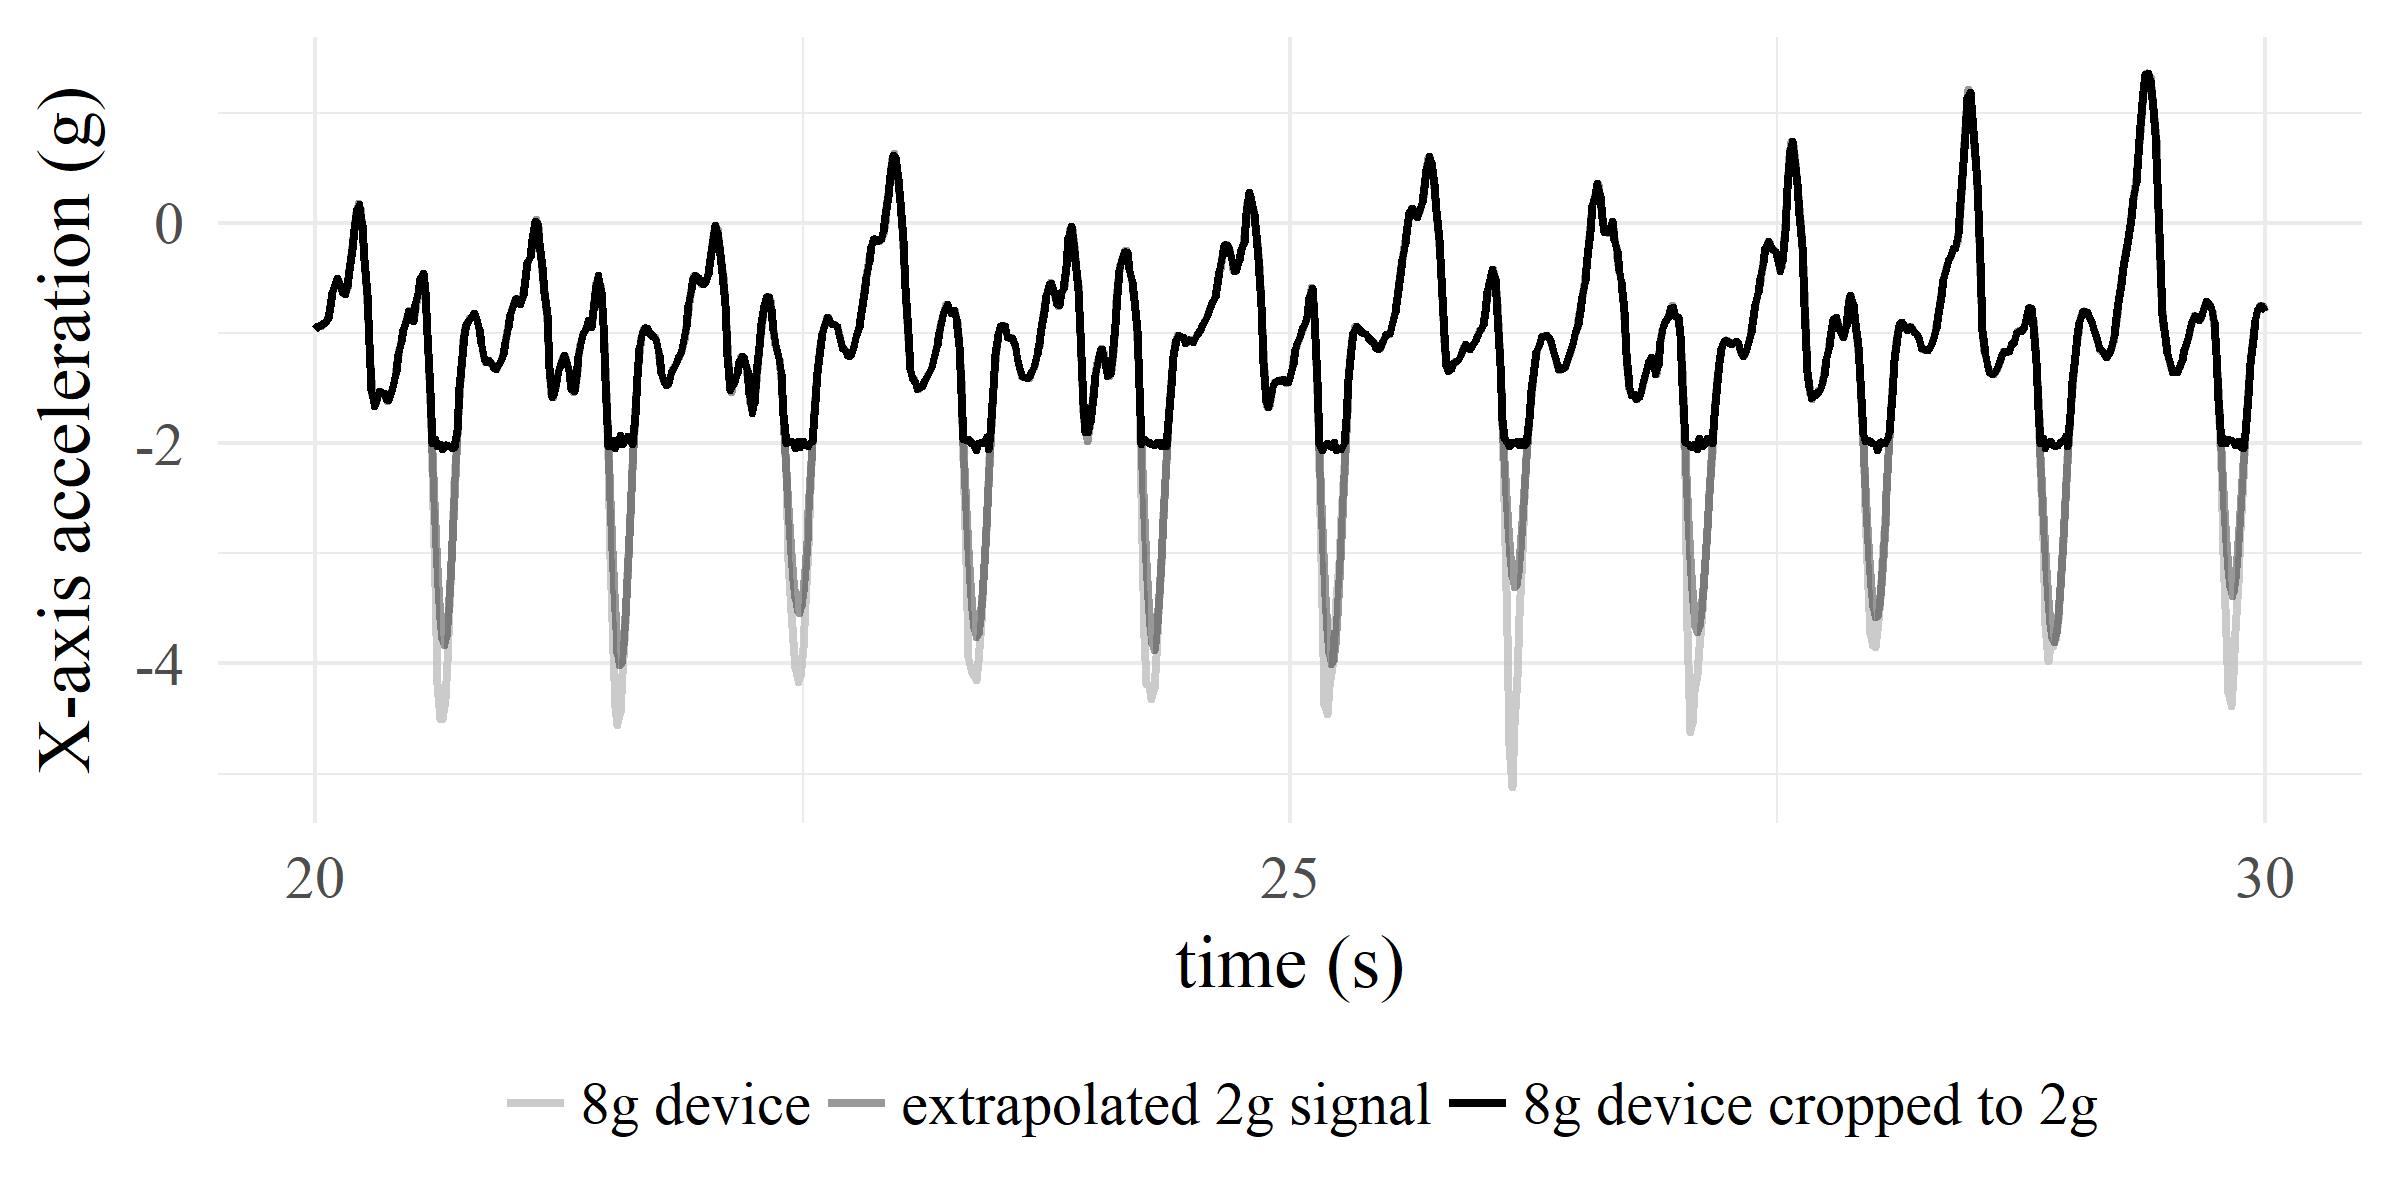 X-axis acceleration (g)
0
-2
-4
20 25 30
time (s)
8g device extrapolated 2g signal 8g device cropped to 2g